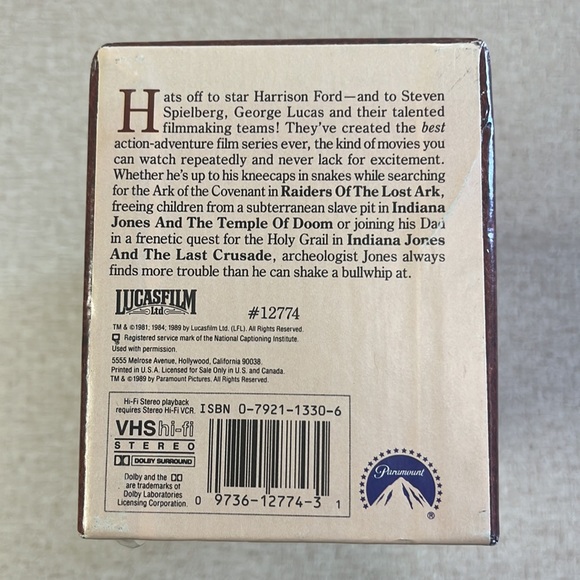 Hats off to star Harrison Ford—and to Steven
Spielberg, George Lucas and their talented
filmmaking teams! They've created the best
action-adventure film series ever, the kind of movies you
can watch repeatedly and never lack for excitement.
Whether he's up to his kneecaps in snakes while searching
for the Ark of the Covenant in Raiders Of The Lost Ark,
freeing children from a subterranean slave pit in Indiana
Jones And The Temple Of Doom or joining his Dad
in a frenetic quest for the Holy Grail in Indiana Jones
And The Last Crusade, archeologist Jones always
finds more trouble than he can shake a bullwhip at.
LUCASFILM
Ltd
#12774
TM & ©1981, 1984, 1989 by Lucasfilm Ltd. (LFL). All Rights Reserved.
Registered service mark of the National Captioning Institute.
Used with permission.
5555 Melrose Avenue, Hollywood, California 90038.
Printed in U.S.A. Licensed for Sale Only in U.S. and Canada.
TM & ©1989 by Paramount Pictures. All Rights Reserved.
Hi-Fi Stereo playback
requires Stereo Hi-Fi VCR.
VHS hi-fi
STEREO
DOLBY SURROUND
Dolby and the
are trademarks of
Dolby Laboratories
Licensing Corporation.
ISBN 0-7921-1330-6
0 9736-12774-3 1
Paramount
®